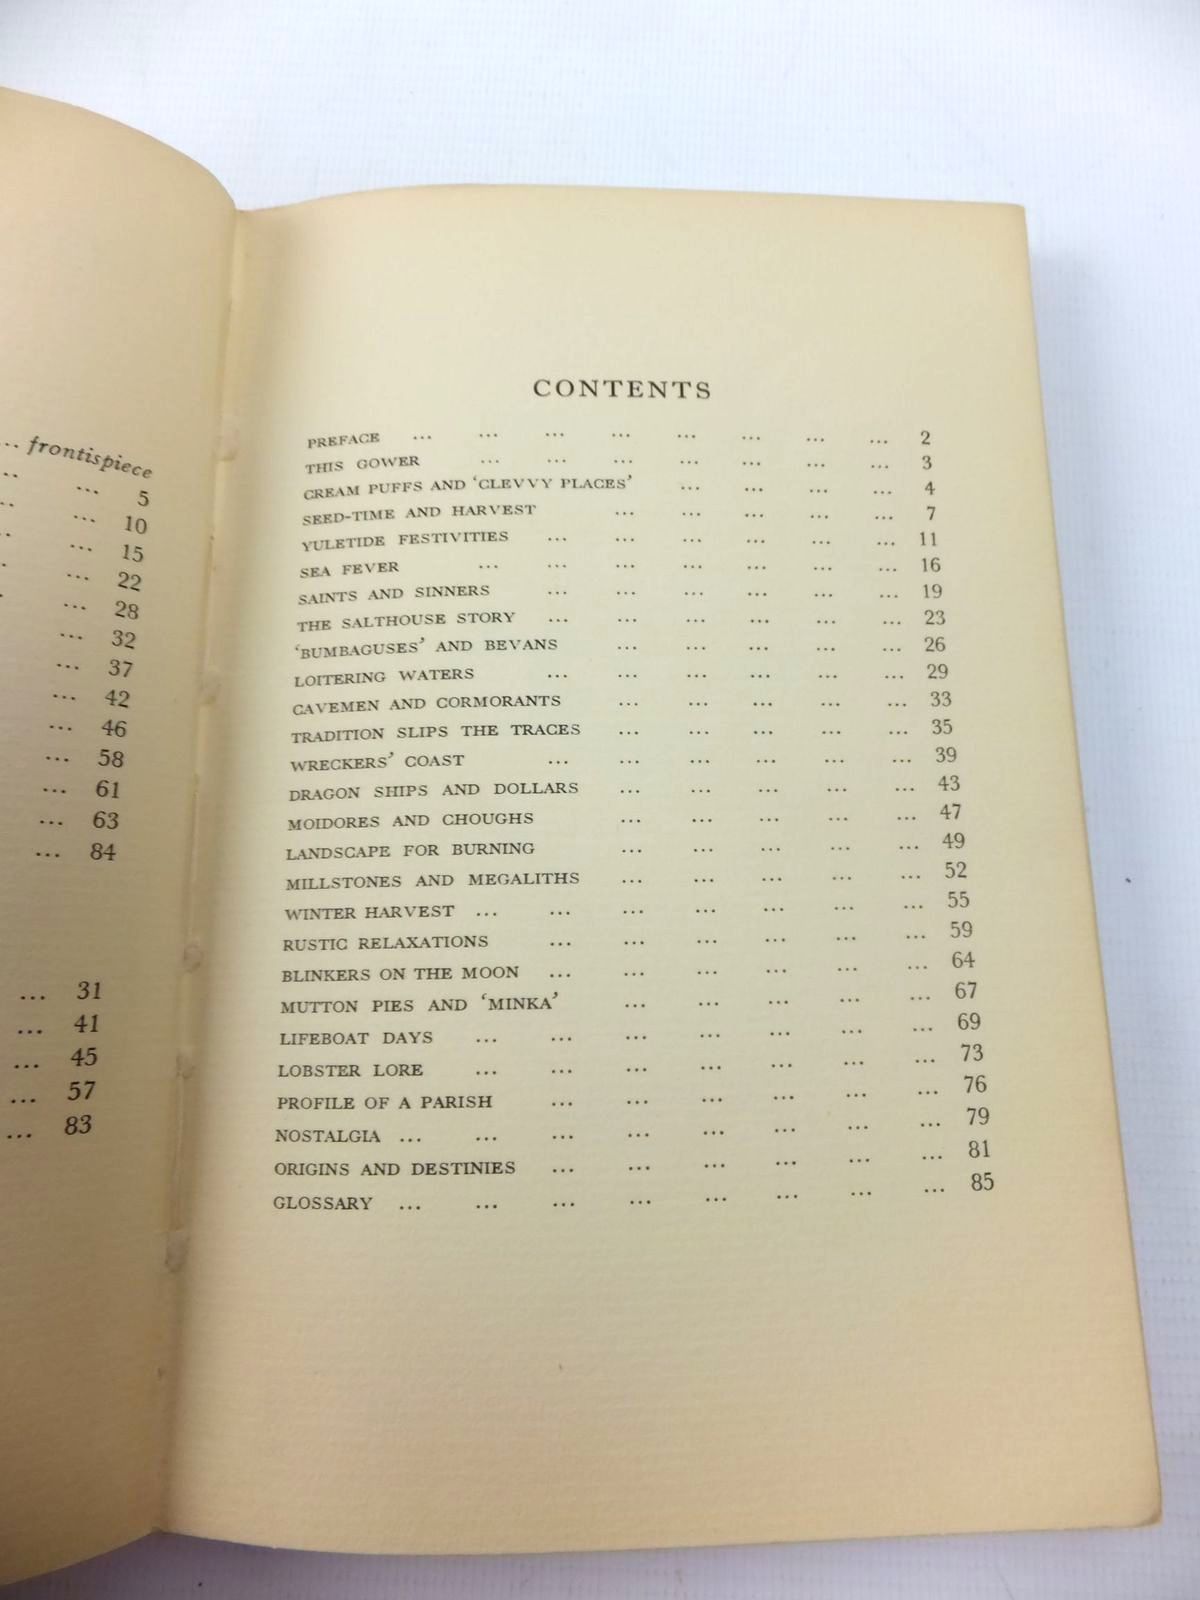 ... frontispiece
... ... 5
... ... 10
... ... 15
... ... 22
... ... 28
... 32
... 37
... 42
... 46
... 58
... 61
... 63
... 84
... 31
... 41
... 45
... 57
... 83
CONTENTS
PREFACE ... ... ... ... ... ... ... ... 2
THIS GOWER ... ... ... ... ... ... ... 3
CREAM PUFFS AND 'CLEVVY PLACES' ... ... ... ... 4
SEED-TIME AND HARVEST ... ... ... ... ... 7
YULETIDE FESTIVITIES ... ... ... ... ... ... 11
SEA FEVER ... ... ... ... ... ... ... 16
SAINTS AND SINNERS ... ... ... ... ... ... 19
THE SALTHOUSE STORY ... ... ... ... ... ... 23
'BUMBAGUSES' AND BEVANS ... ... ... ... ... 26
LOITERING WATERS ... ... ... ... ... ... 29
CAVEMEN AND CORMORANTS ... ... ... ... ... 33
TRADITION SLIPS THE TRACES ... ... ... ... ... 35
WRECKERS' COAST ... ... ... ... ... ... 39
DRAGON SHIPS AND DOLLARS ... ... ... ... ... 43
MOIDORES AND CHOUGHS ... ... ... ... ... 47
LANDSCAPE FOR BURNING ... ... ... ... ... 49
MILLSTONES AND MEGALITHS ... ... ... ... ... 52
WINTER HARVEST ... ... ... ... ... ... ... 55
RUSTIC RELAXATIONS ... ... ... ... ... ... 59
BLINKERS ON THE MOON ... ... ... ... ... ... 64
MUTTON PIES AND 'MINKA' ... ... ... ... ... 67
LIFEBOAT DAYS ... ... ... ... ... ... ... 69
LOBSTER LORE ... ... ... ... ... ... ... 73
PROFILE OF A PARISH ... ... ... ... ... ... 76
NOSTALGIA ... ... ... ... ... ... ... ... 79
ORIGINS AND DESTINIES ... ... ... ... ... ... 81
GLOSSARY ... ... ... ... ... ... ... ... 85